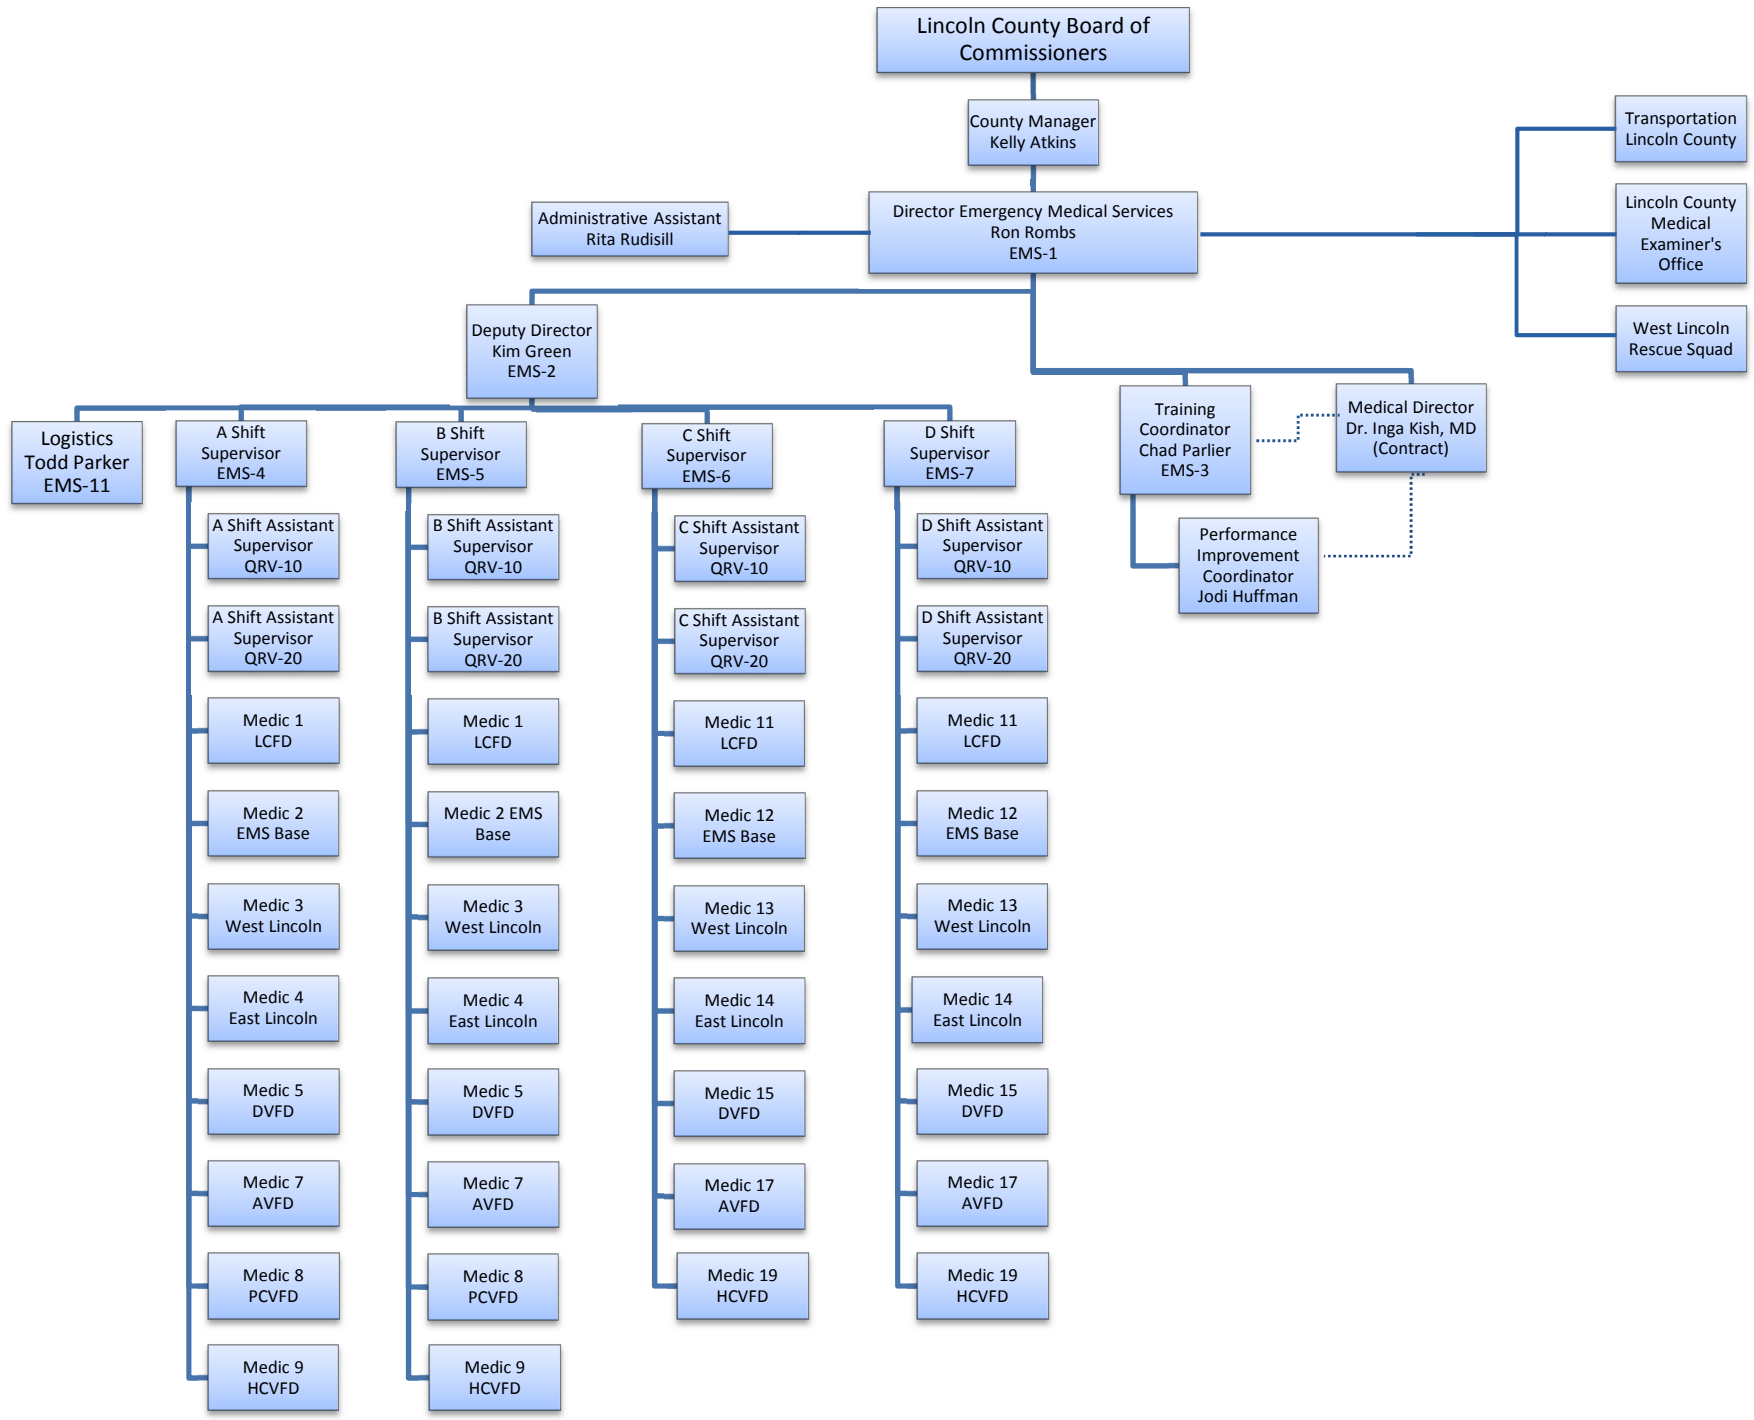 Lincoln County Board of
Commissioners
County Manager
Kelly Atkins
Transportation
Lincoln County
Lincoln County
Medical
Examiner's
Office
West Lincoln
Rescue Squad
Administrative Assistant
Rita Rudisill
Director Emergency Medical Services
Ron Rombs
EMS-1
Deputy Director
Kim Green
EMS-2
Training
Coordinator
Chad Parlier
EMS-3
Medical Director
Dr. Inga Kish, MD
(Contract)
Performance
Improvement
Coordinator
Jodi Huffman
Logistics
Todd Parker
EMS-11
A Shift
Supervisor
EMS-4
A Shift Assistant
Supervisor
QRV-10
A Shift Assistant
Supervisor
QRV-20
Medic 1
LCFD
Medic 2
EMS Base
Medic 3
West Lincoln
Medic 4
East Lincoln
Medic 5
DVFD
Medic 7
AVFD
Medic 8
PCVFD
Medic 9
HCVFD
B Shift
Supervisor
EMS-5
B Shift Assistant
Supervisor
QRV-10
B Shift Assistant
Supervisor
QRV-20
Medic 1
LCFD
Medic 2 EMS
Base
Medic 3
West Lincoln
Medic 4
East Lincoln
Medic 5
DVFD
Medic 7
AVFD
Medic 8
PCVFD
Medic 9
HCVFD
C Shift
Supervisor
EMS-6
C Shift Assistant
Supervisor
QRV-10
C Shift Assistant
Supervisor
QRV-20
Medic 11
LCFD
Medic 12
EMS Base
Medic 13
West Lincoln
Medic 14
East Lincoln
Medic 15
DVFD
Medic 17
AVFD
Medic 19
HCVFD
D Shift
Supervisor
EMS-7
D Shift Assistant
Supervisor
QRV-10
D Shift Assistant
Supervisor
QRV-20
Medic 11
LCFD
Medic 12
EMS Base
Medic 13
West Lincoln
Medic 14
East Lincoln
Medic 15
DVFD
Medic 17
AVFD
Medic 19
HCVFD